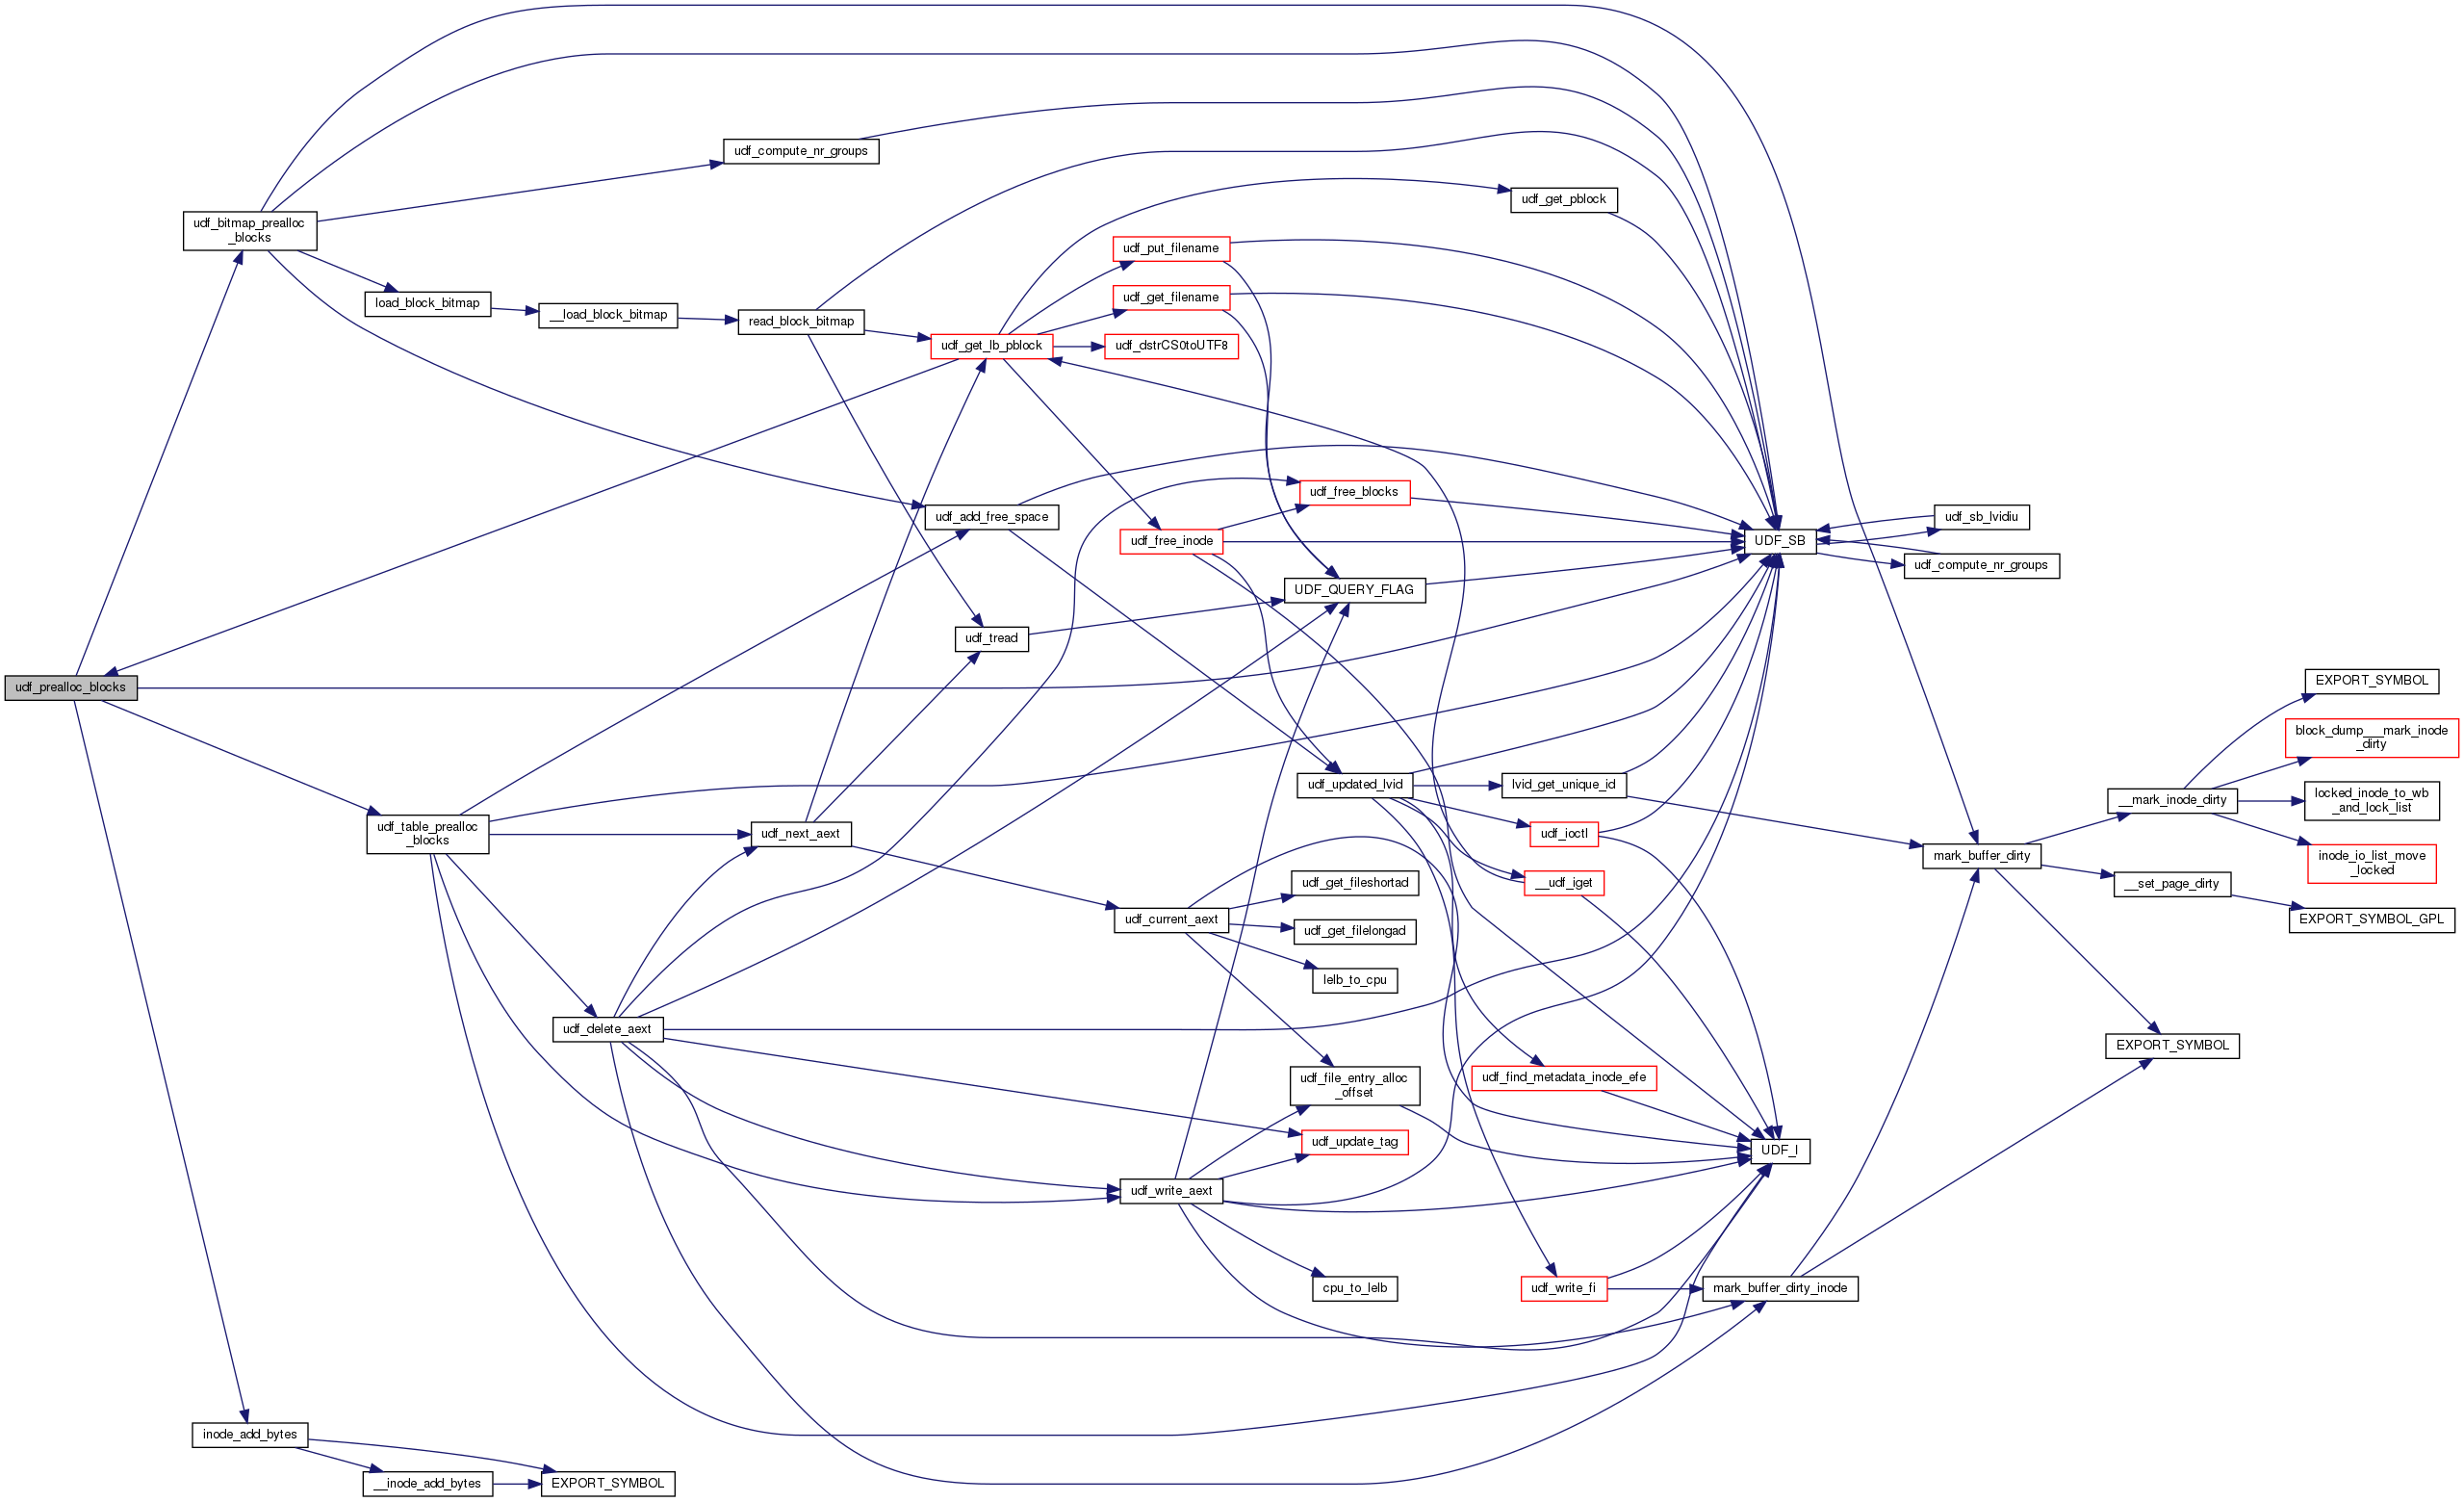 udf_compute_nr_groups
udf_get_pblock
udf_bitmap_prealloc
_blocks
udf_put_filename
load_block_bitmap
udf_get_filename
__load_block_bitmap
read_block_bitmap
udf_get_lb_pblock
udf_dstrCS0toUTF8
udf_free_blocks
udf_add_free_space
udf_sb_lvidiu
udf_free_inode
UDF_SB
udf_compute_nr_groups
UDF_QUERY_FLAG
udf_tread
udf_prealloc_blocks
EXPORT_SYMBOL
block_dump___mark_inode
_dirty
udf_updated_lvid
lvid_get_unique_id
__mark_inode_dirty
locked_inode_to_wb
_and_lock_list
udf_table_prealloc
_blocks
udf_next_aext
udf_ioctl
mark_buffer_dirty
inode_io_list_move
_locked
udf_get_fileshortad
__udf_iget
__set_page_dirty
udf_current_aext
udf_get_filelongad
EXPORT_SYMBOL_GPL
lelb_to_cpu
udf_delete_aext
EXPORT_SYMBOL
udf_file_entry_alloc
_offset
udf_find_metadata_inode_efe
udf_update_tag
UDF_I
udf_write_aext
cpu_to_lelb
udf_write_fi
mark_buffer_dirty_inode
inode_add_bytes
__inode_add_bytes
EXPORT_SYMBOL